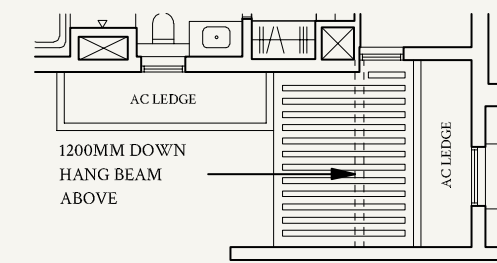 AC LEDGE
1200MM DOWN
HANG BEAM
ABOVE
AC LEDGE